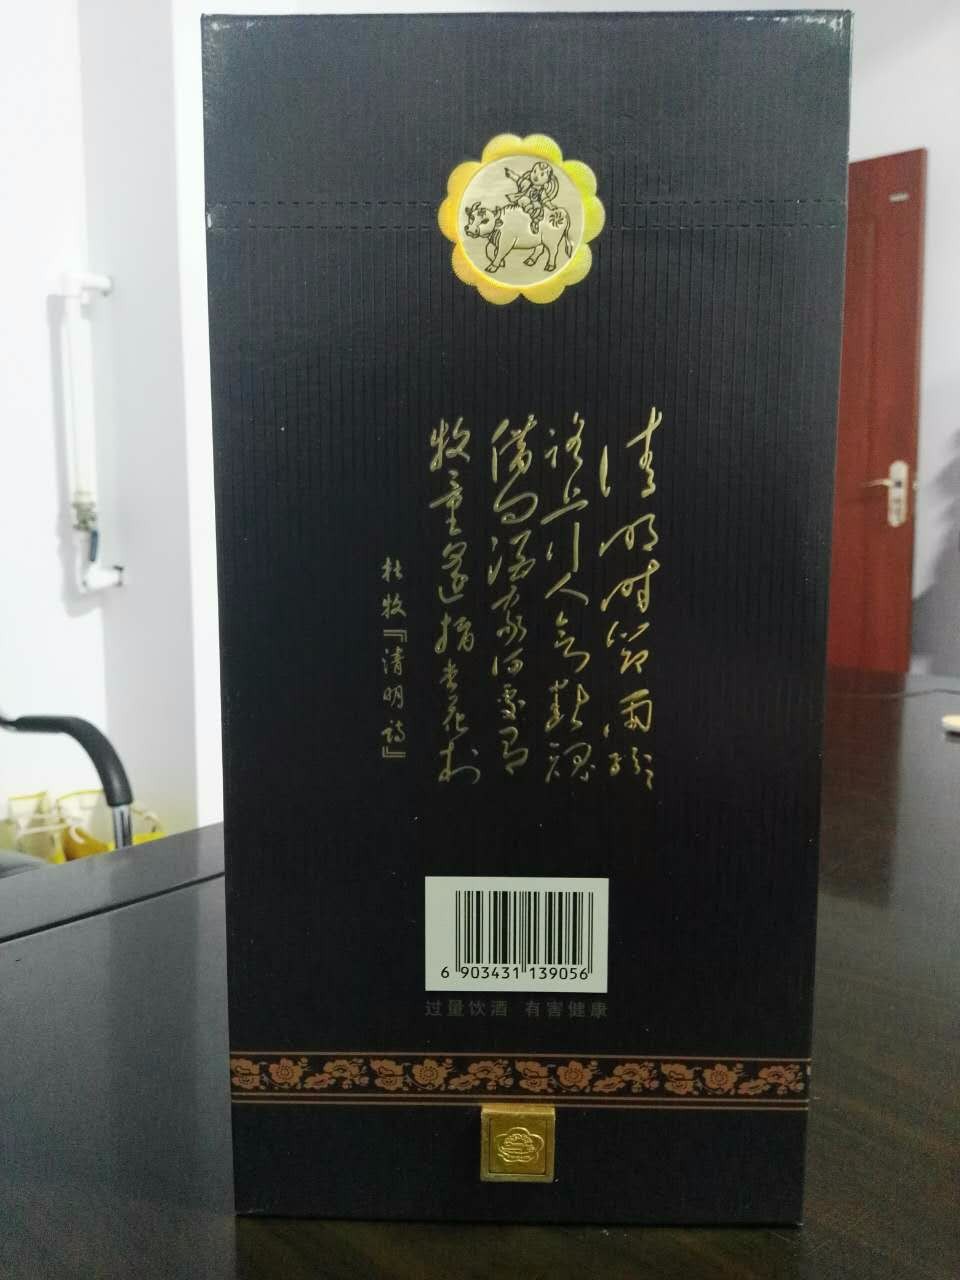 清明时节雨纷纷
路上行人欲断魂
借问酒家何处有
牧童遥指杏花村
杜牧『清明诗』
6 903431 139056
过量饮酒 有害健康